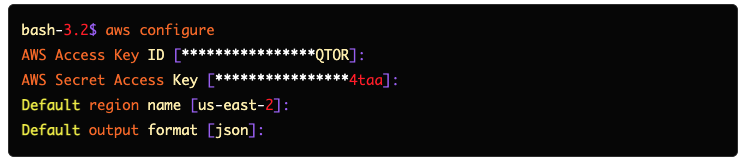 bash-3.2$ aws configure
AWS Access Key ID [****************QTOR]:
AWS Secret Access Key [****************4taa]:
Default region name [us-east-2]:
Default output format [json]: